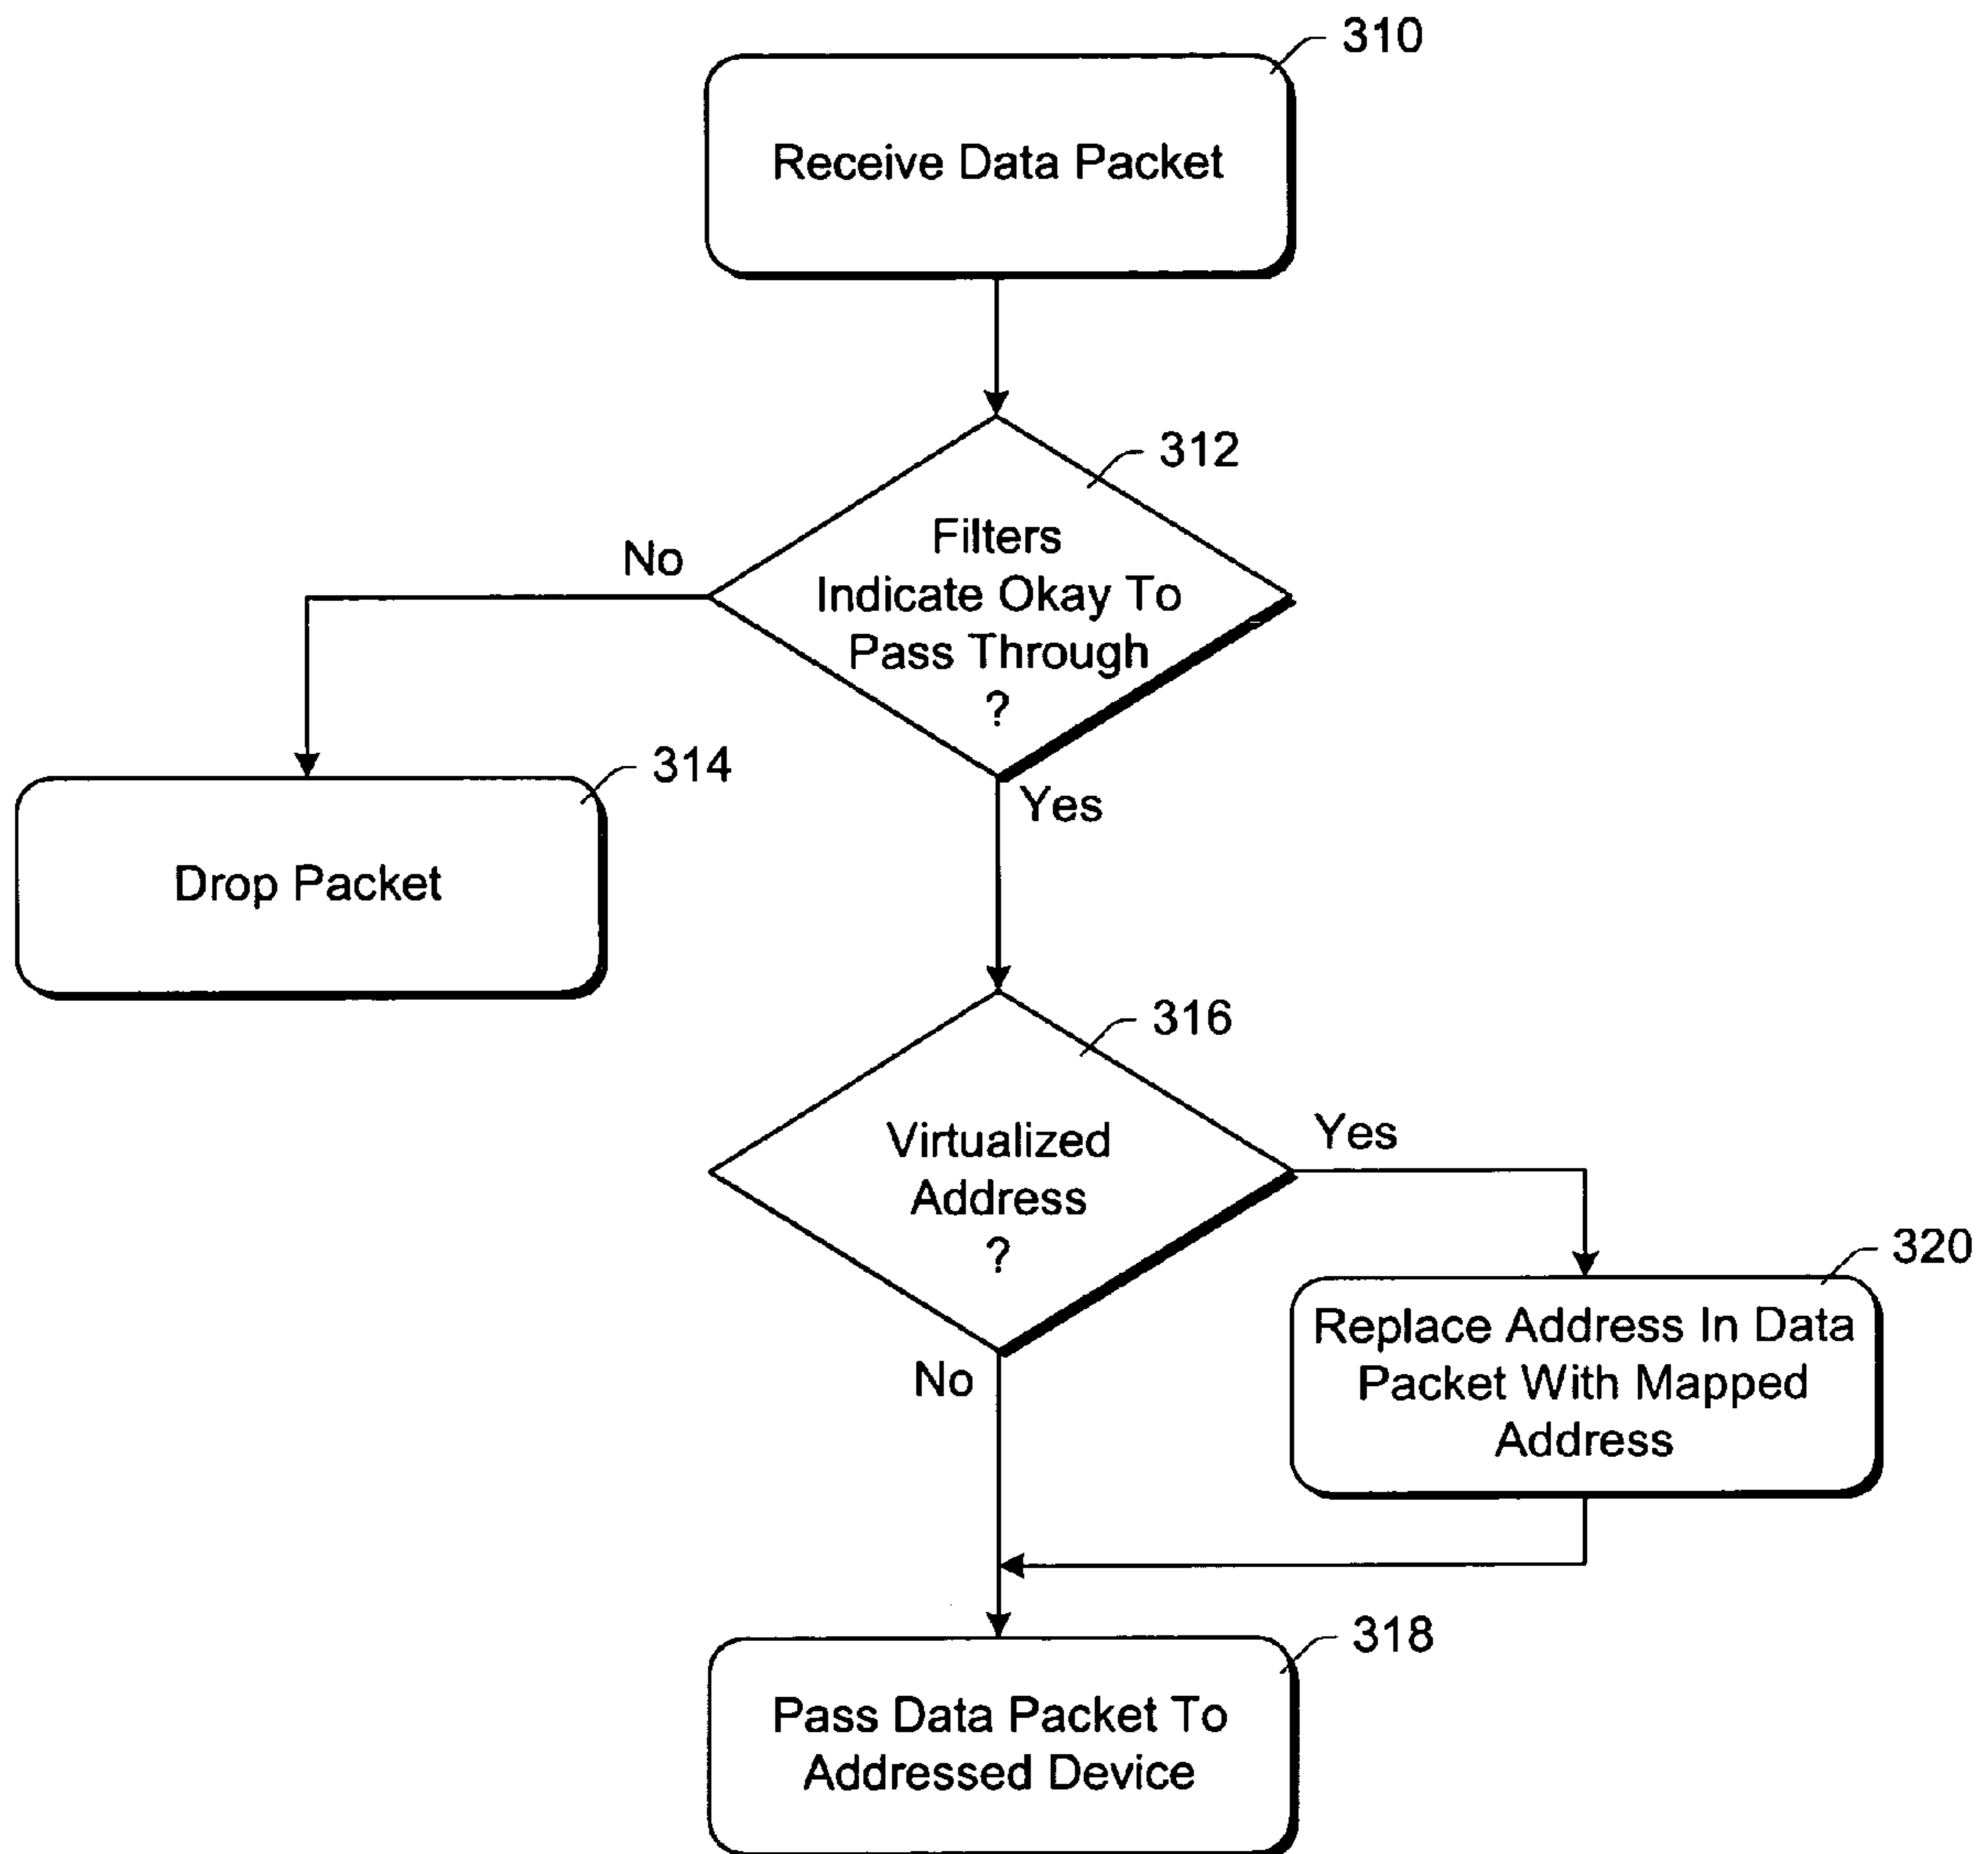 310
Receive Data Packet
312
Filters
Indicate Okay To
Pass Through
?
No
Yes
314
Drop Packet
316
Virtualized
Address
?
Yes
No
320
Replace Address In Data
Packet With Mapped
Address
318
Pass Data Packet To
Addressed Device